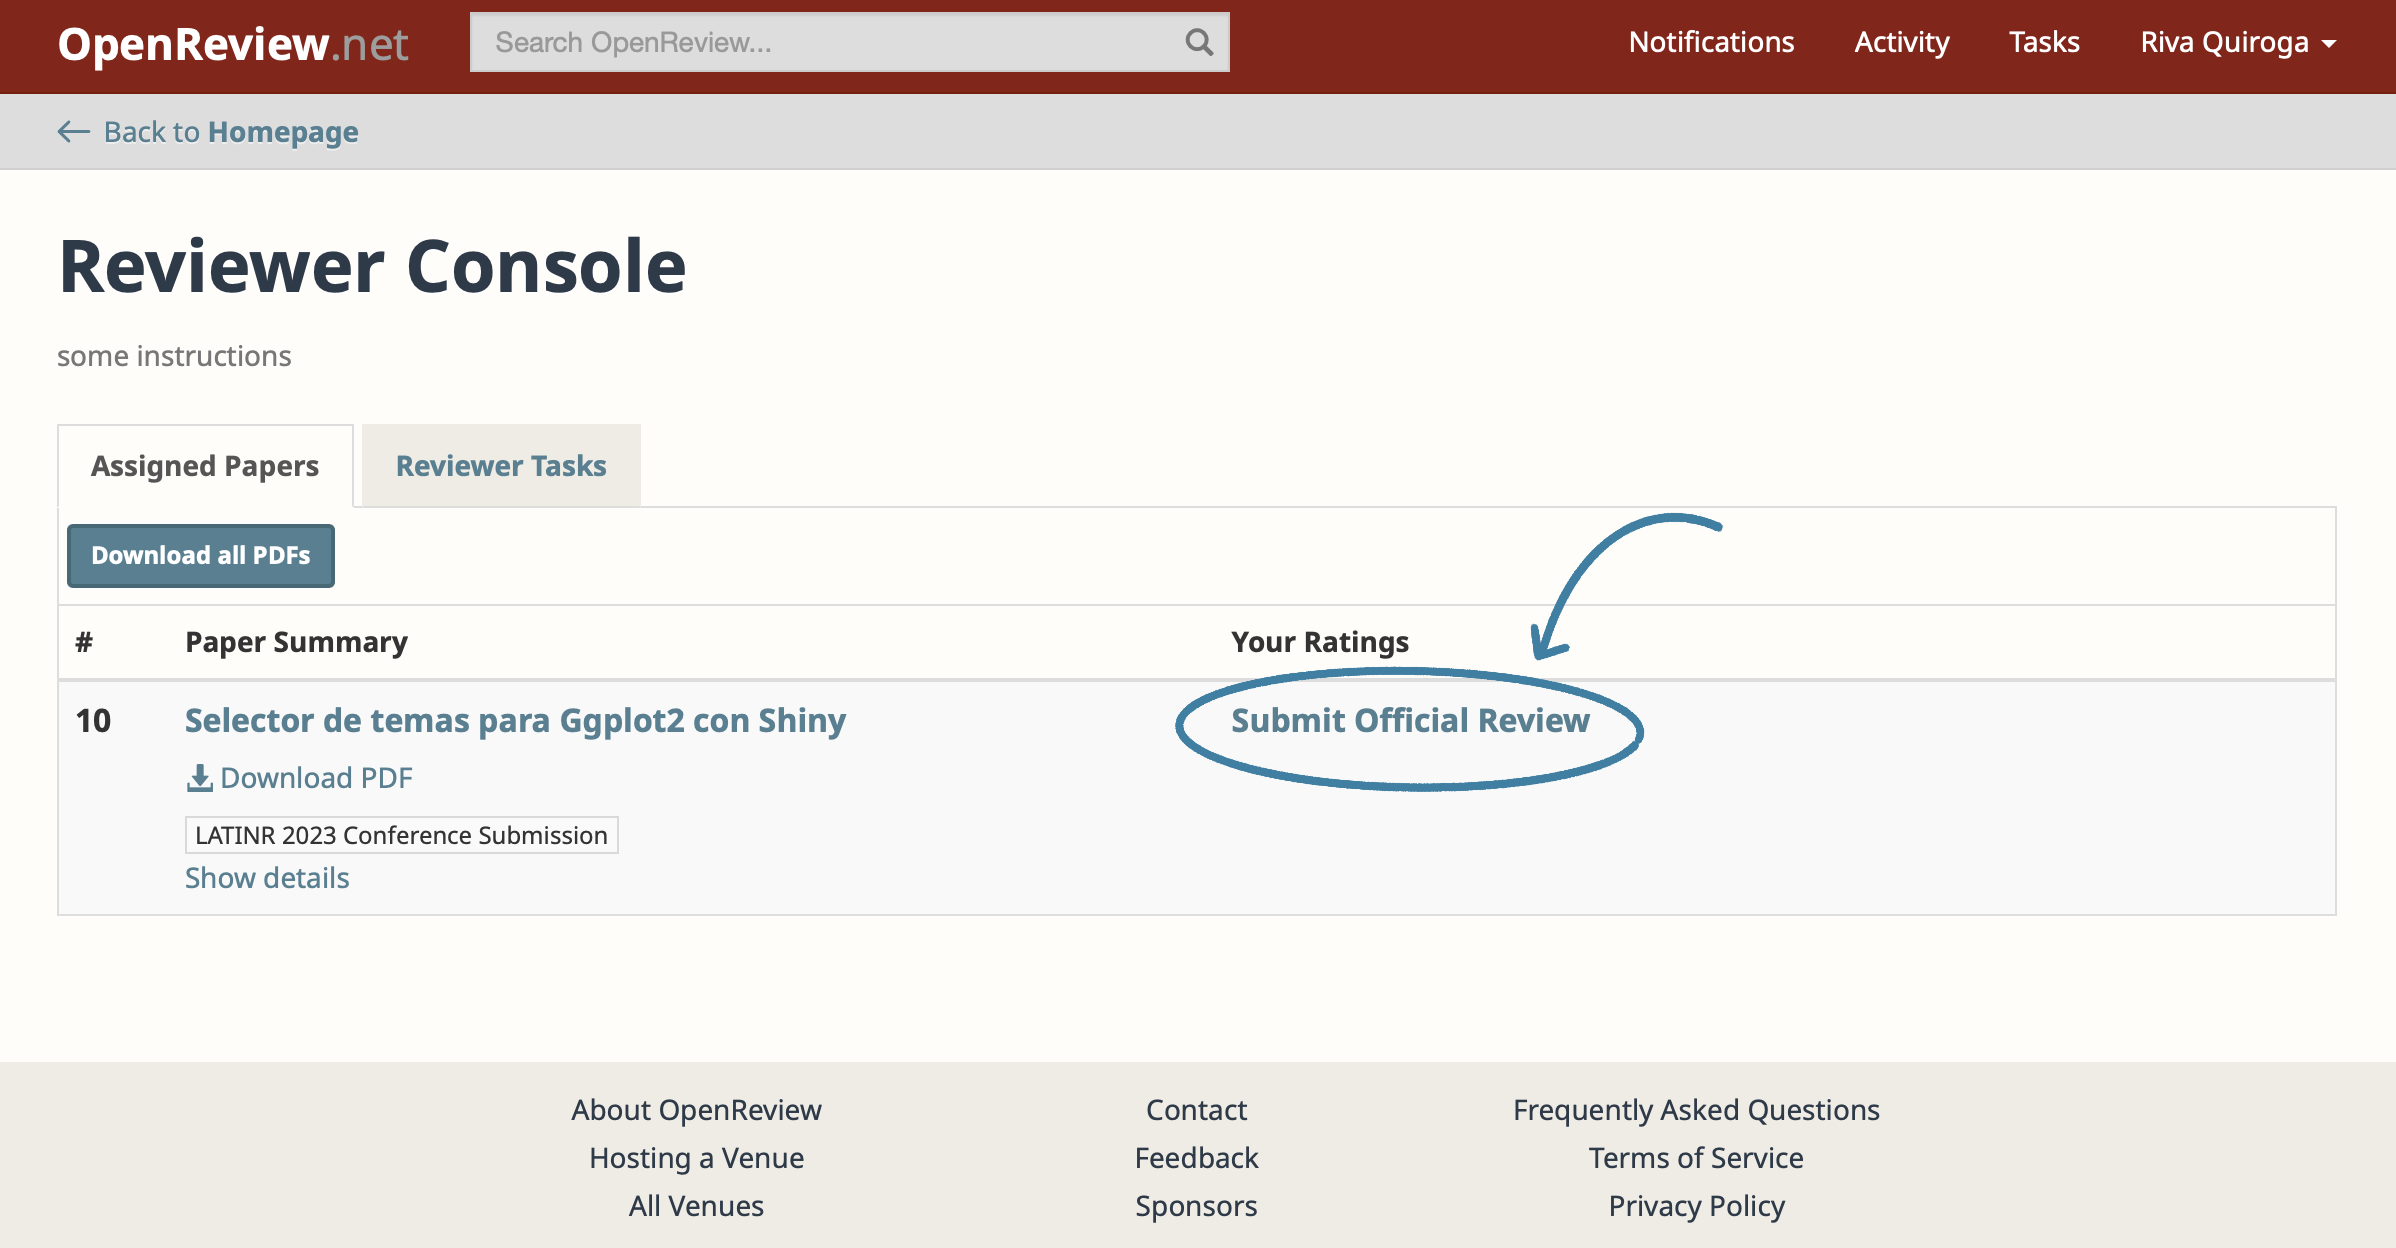 OpenReview.net
Search OpenReview...
Notifications
Activity
Tasks
Riva Quiroga
Back to Homepage
Reviewer Console
some instructions
Assigned Papers
Reviewer Tasks
Download all PDFs
# Paper Summary Your Ratings
10 Selector de temas para Ggplot2 con Shiny Submit Official Review
Download PDF
LATINR 2023 Conference Submission
Show details
About OpenReview
Hosting a Venue
All Venues
Contact
Feedback
Sponsors
Frequently Asked Questions
Terms of Service
Privacy Policy